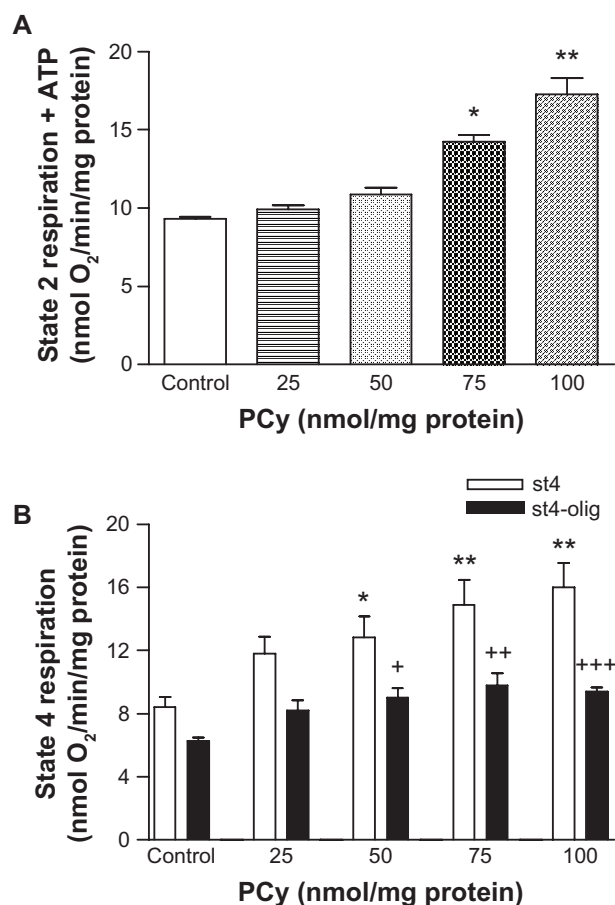 A
State 2 respiration + ATP
(nmol O₂/min/mg protein)
20
15
10
5
0
*
**
Control 25 50 75 100
PCy (nmol/mg protein)
B
st4
st4-olig
State 4 respiration
(nmol O₂/min/mg protein)
20
16
12
8
4
0
* ** **
+ ++ +++
Control 25 50 75 100
PCy (nmol/mg protein)